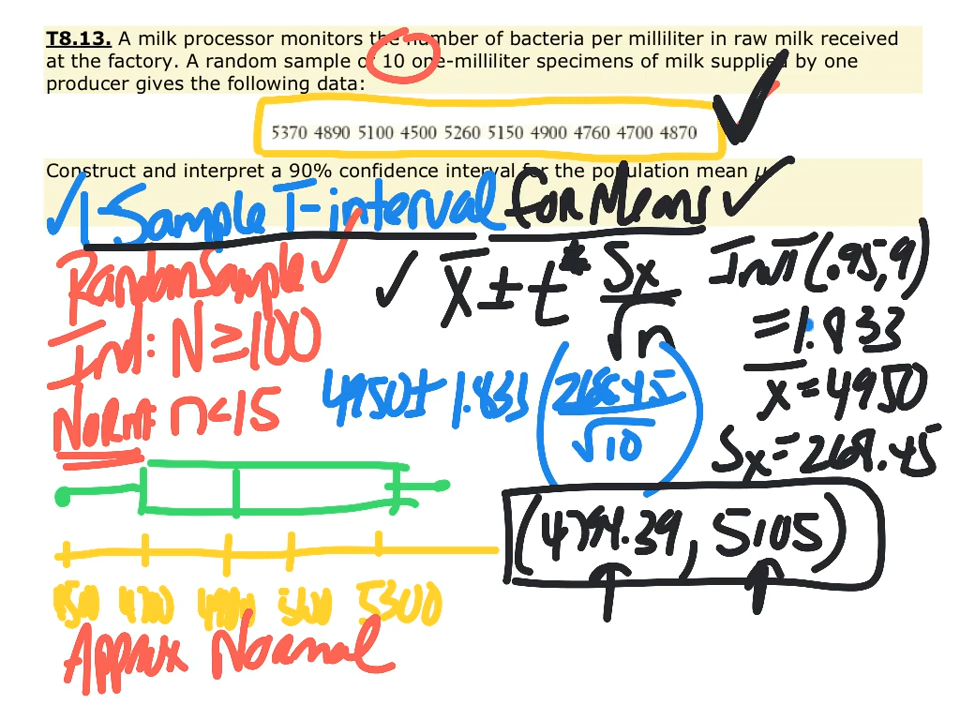 T8.13. A milk processor monitors the number of bacteria per milliliter in raw milk received
at the factory. A random sample of 10 one-milliliter specimens of milk supplied by one
producer gives the following data:
5370 4890 5100 4500 5260 5150 4900 4760 4700 4870
Construct and interpret a 90% confidence interval for the population mean μ
✓ 1-Sample T-interval for Means ✓
Random Sample ✓
✓ x̄ ± t* Sx/√n
InvT(.95,9)
= 1.833
Ind: N ≥ 100
x̄ = 4950
4950 ± 1.833 (268.45/√10)
Norm: n < 15
Sx = 268.45
(4794.39, 5105)
4500 4700 5300
Approx Normal